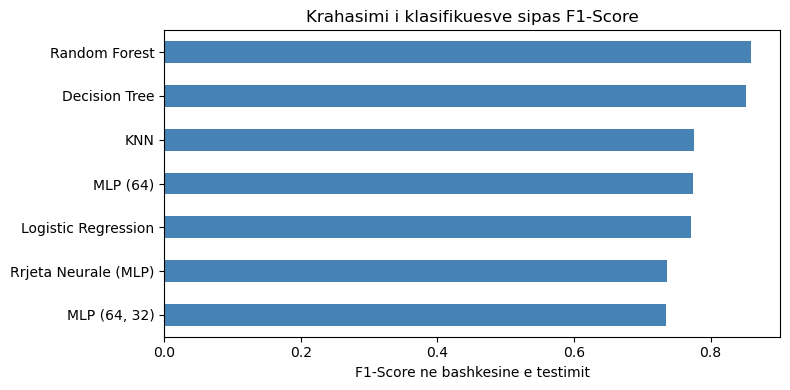 Krahasimi i klasifikuesve sipas F1-Score
Random Forest
Decision Tree
KNN
MLP (64)
Logistic Regression
Rrjeta Neurale (MLP)
MLP (64, 32)
0.0 0.2 0.4 0.6 0.8
F1-Score ne bashkesine e testimit